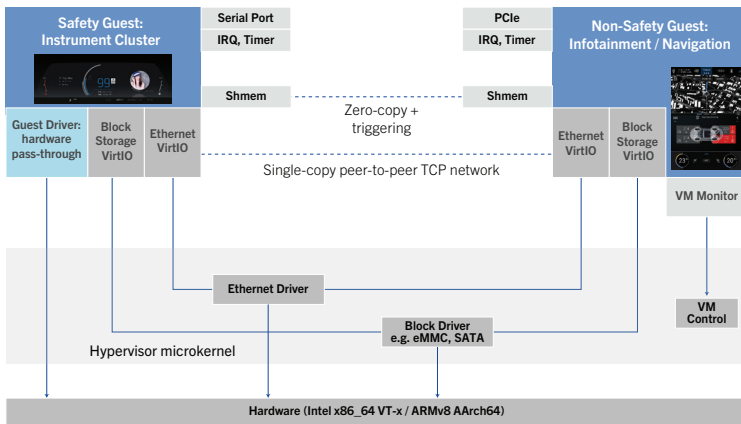 Safety Guest:
Instrument Cluster
Serial Port
IRQ, Timer
Shmem
PCIe
IRQ, Timer
Shmem
Non-Safety Guest:
Infotainment / Navigation
Zero-copy +
triggering
Guest Driver:
hardware
pass-through
Block
Storage
VirtIO
Ethernet
VirtIO
Single-copy peer-to-peer TCP network
Ethernet
VirtIO
Block
Storage
VirtIO
23°
20°
VM Monitor
Ethernet Driver
Block Driver
e.g. eMMC, SATA
VM
Control
Hypervisor microkernel
Hardware (Intel x86_64 VT-x / ARMv8 AArch64)